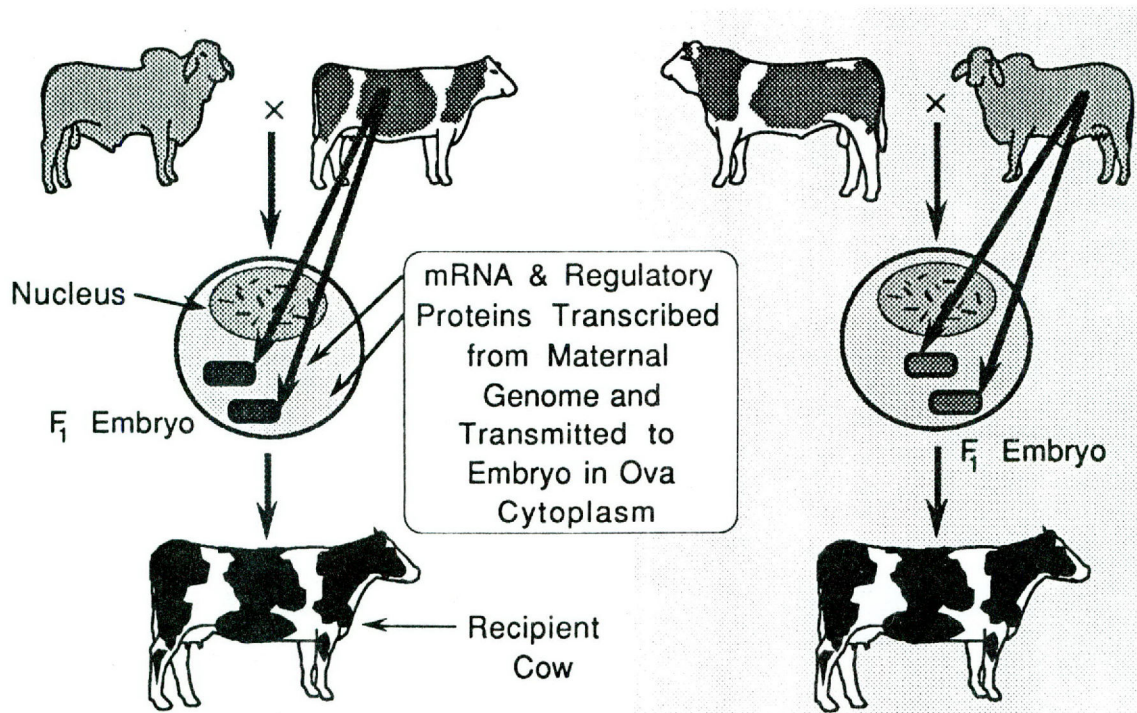 ×
×
Nucleus
mRNA & Regulatory
Proteins Transcribed
from Maternal
Genome and
Transmitted to
Embryo in Ova
Cytoplasm
F₁ Embryo
F₁ Embryo
Recipient
Cow